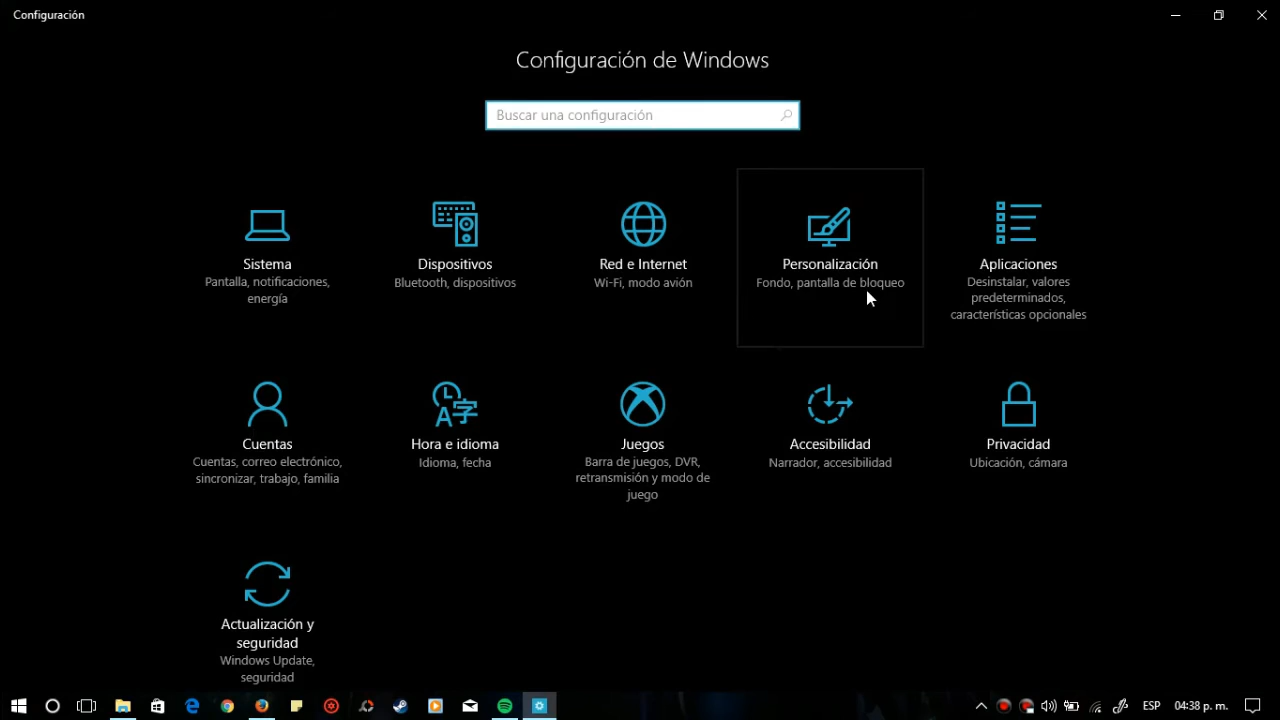 Configuración
Configuración de Windows
Buscar una configuración
Sistema
Pantalla, notificaciones,
energía
Dispositivos
Bluetooth, dispositivos
Red e Internet
Wi-Fi, modo avión
Personalización
Fondo, pantalla de bloqueo
Aplicaciones
Desinstalar, valores
predeterminados,
características opcionales
Cuentas
Cuentas, correo electrónico,
sincronizar, trabajo, familia
Hora e idioma
Idioma, fecha
Juegos
Barra de juegos, DVR,
retransmisión y modo de
juego
Accesibilidad
Narrador, accesibilidad
Privacidad
Ubicación, cámara
Actualización y
seguridad
Windows Update,
seguridad
ESP
04:38 p. m.